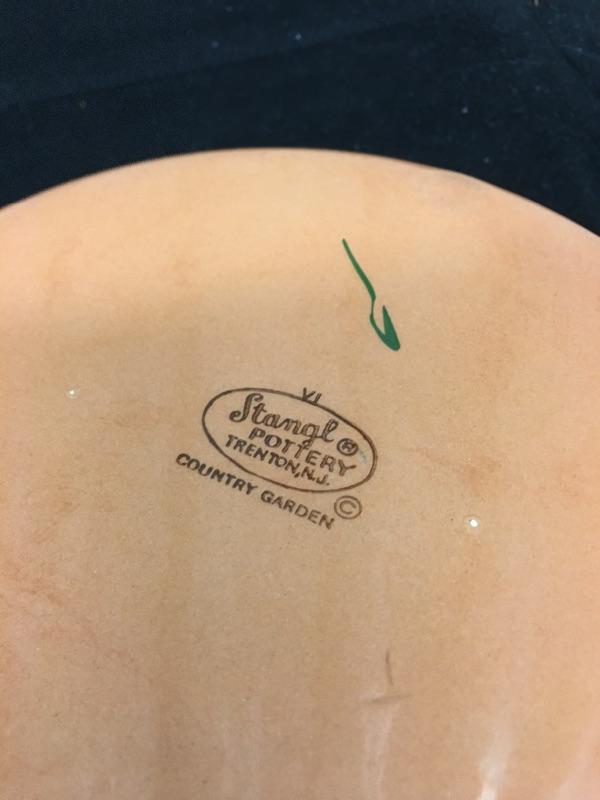 VI
Stangl®
POTTERY
TRENTON, N.J.
COUNTRY GARDEN ©